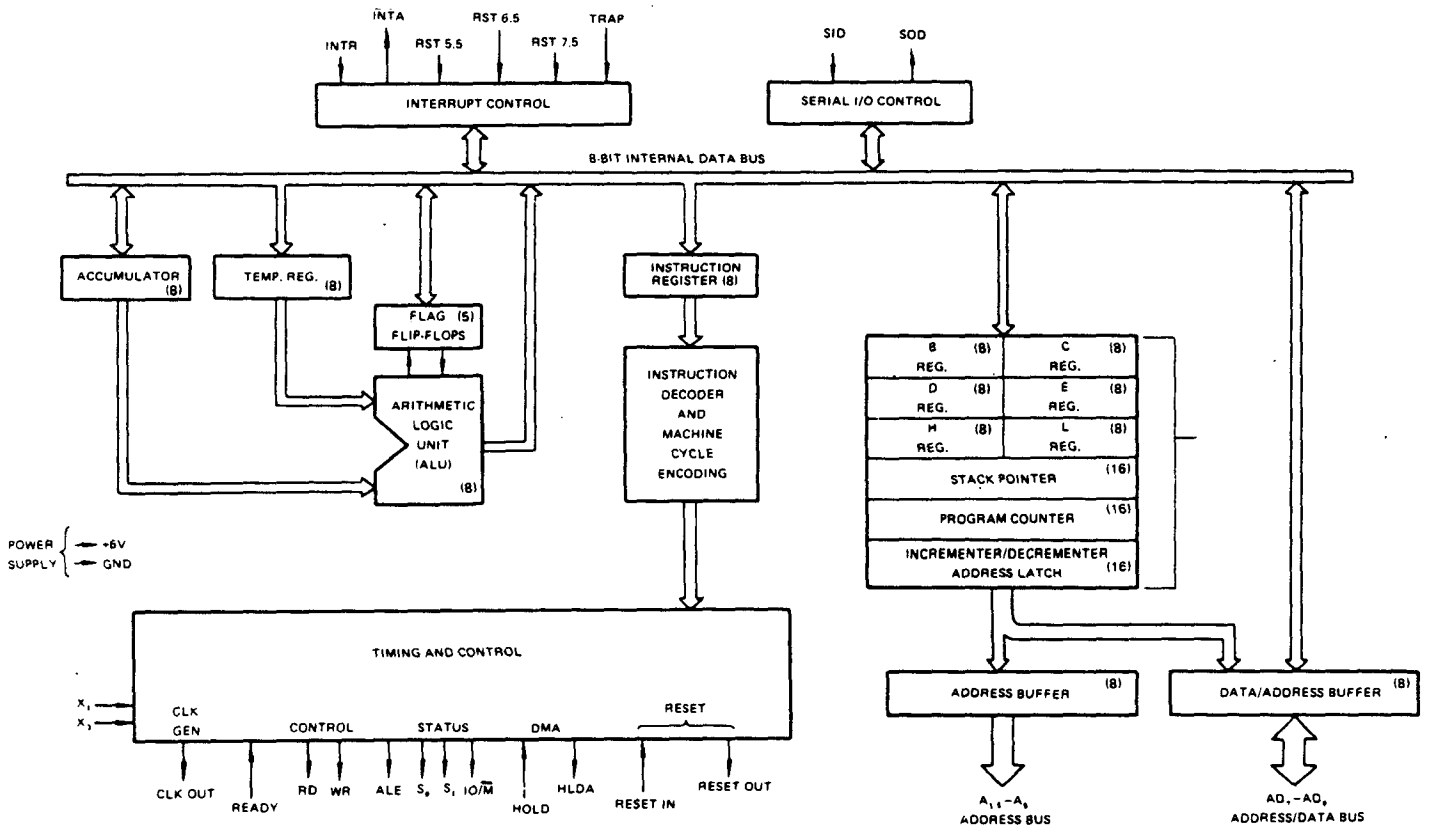 INTR
INTA
RST 5.5
RST 6.5
RST 7.5
TRAP
SID
SOD
INTERRUPT CONTROL
SERIAL I/O CONTROL
8-BIT INTERNAL DATA BUS
ACCUMULATOR
(8)
TEMP. REG.
(8)
FLAG (5)
FLIP-FLOPS
INSTRUCTION
REGISTER (8)
ARITHMETIC
LOGIC
UNIT
(ALU)
(8)
INSTRUCTION
DECODER
AND
MACHINE
CYCLE
ENCODING
B (8)
REG.
C (8)
REG.
D (8)
REG.
E (8)
REG.
H (8)
REG.
L (8)
REG.
STACK POINTER (16)
PROGRAM COUNTER (16)
INCREMENTER/DECREMENTER
ADDRESS LATCH (16)
POWER
SUPPLY
+6V
GND
TIMING AND CONTROL
X₁
CLK
GEN
CONTROL
STATUS
DMA
RESET
CLK OUT
READY
RD
WR
ALE
S₀
S₁
IO/M̅
HOLD
HLDA
RESET IN
RESET OUT
ADDRESS BUFFER (8)
DATA/ADDRESS BUFFER (8)
A₁₅-A₈
ADDRESS BUS
AD₇-AD₀
ADDRESS/DATA BUS